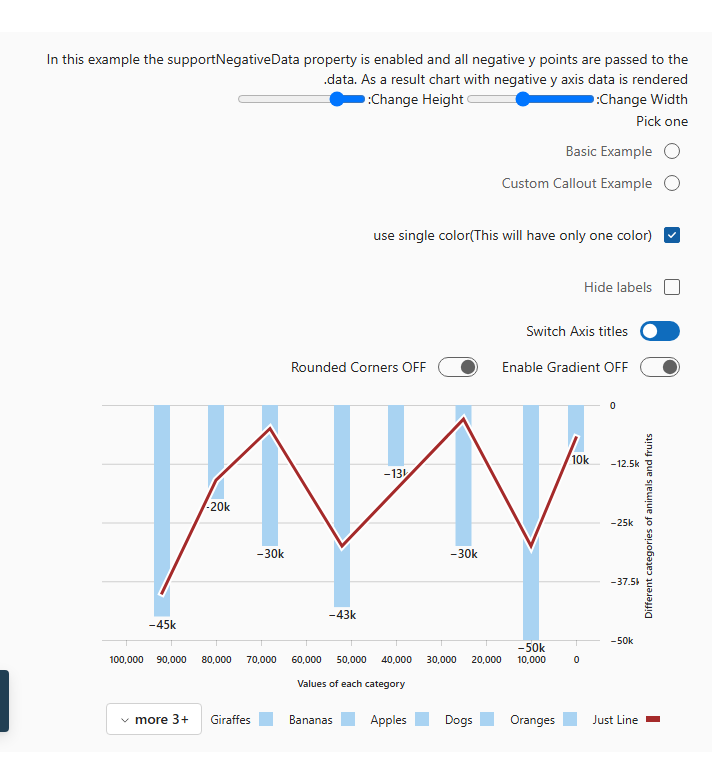 In this example the supportNegativeData property is enabled and all negative y points are passed to the
.data. As a result chart with negative y axis data is rendered
:Change Height
:Change Width
Pick one
Basic Example
Custom Callout Example
use single color(This will have only one color)
Hide labels
Switch Axis titles
Rounded Corners OFF
Enable Gradient OFF
0
−12.5k
−25k
−37.5k
−50k
Different categories of animals and fruits
−45k
−20k
−30k
−43k
−13k
−30k
−50k
10k
100,000
90,000
80,000
70,000
60,000
50,000
40,000
30,000
20,000
10,000
0
Values of each category
more 3+
Giraffes
Bananas
Apples
Dogs
Oranges
Just Line